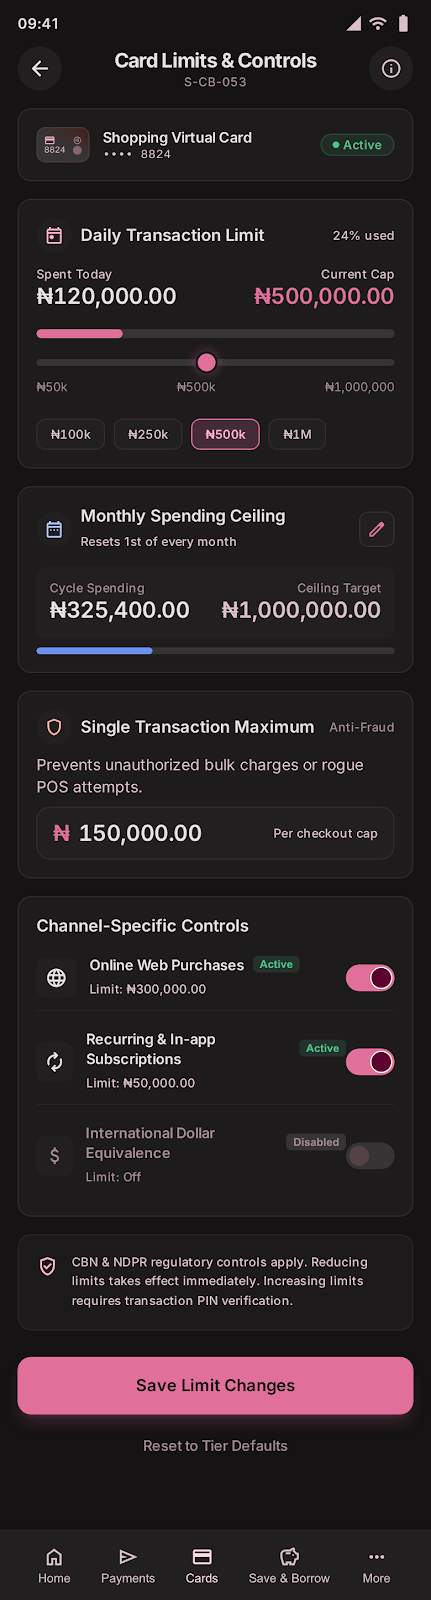 09:41
Card Limits & Controls
S-CB-053
8824
Shopping Virtual Card
•••• 8824
Active
Daily Transaction Limit
24% used
Spent Today
Current Cap
₦120,000.00
₦500,000.00
₦50k
₦500k
₦1,000,000
₦100k
₦250k
₦500k
₦1M
Monthly Spending Ceiling
Resets 1st of every month
Cycle Spending
Ceiling Target
₦325,400.00
₦1,000,000.00
Single Transaction Maximum
Anti-Fraud
Prevents unauthorized bulk charges or rogue
POS attempts.
₦ 150,000.00
Per checkout cap
Channel-Specific Controls
Online Web Purchases
Active
Limit: ₦300,000.00
Recurring & In-app
Subscriptions
Active
Limit: ₦50,000.00
International Dollar
Equivalence
Disabled
Limit: Off
CBN & NDPR regulatory controls apply. Reducing
limits takes effect immediately. Increasing limits
requires transaction PIN verification.
Save Limit Changes
Reset to Tier Defaults
Home
Payments
Cards
Save & Borrow
More